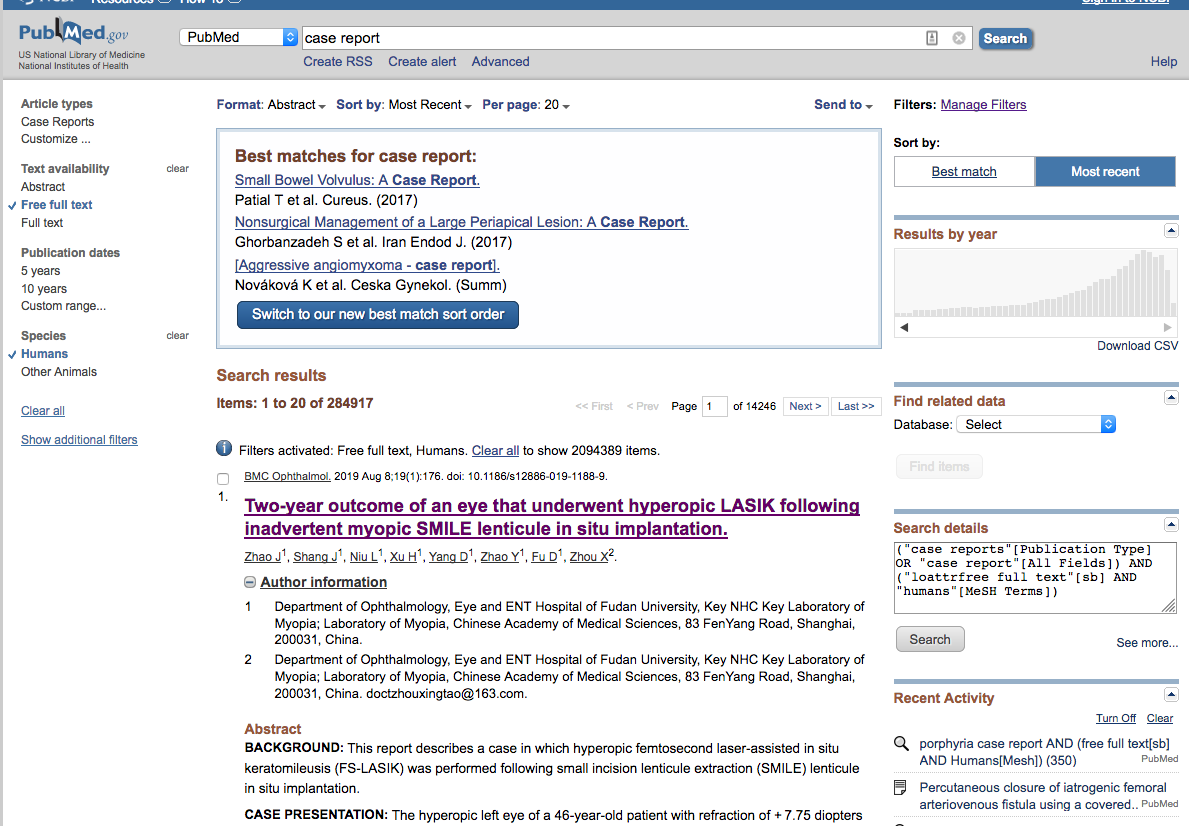 Resources How To
Sign in to NCBI
PubMed.gov
US National Library of Medicine
National Institutes of Health
PubMed
case report
Search
Create RSS Create alert Advanced
Help
Article types
Case Reports
Customize ...
Text availability clear
Abstract
Free full text
Full text
Publication dates
5 years
10 years
Custom range...
Species clear
Humans
Other Animals
Clear all
Show additional filters
Format: Abstract Sort by: Most Recent Per page: 20 Send to
Best matches for case report:
Small Bowel Volvulus: A Case Report.
Patial T et al. Cureus. (2017)
Nonsurgical Management of a Large Periapical Lesion: A Case Report.
Ghorbanzadeh S et al. Iran Endod J. (2017)
[Aggressive angiomyxoma - case report].
Nováková K et al. Ceska Gynekol. (Summ)
Switch to our new best match sort order
Search results
Items: 1 to 20 of 284917
<< First < Prev Page 1 of 14246 Next > Last >>
Filters activated: Free full text, Humans. Clear all to show 2094389 items.
BMC Ophthalmol. 2019 Aug 8;19(1):176. doi: 10.1186/s12886-019-1188-9.
1. Two-year outcome of an eye that underwent hyperopic LASIK following
inadvertent myopic SMILE lenticule in situ implantation.
Zhao J1, Shang J1, Niu L1, Xu H1, Yang D1, Zhao Y1, Fu D1, Zhou X2.
Author information
1 Department of Ophthalmology, Eye and ENT Hospital of Fudan University, Key NHC Key Laboratory of
Myopia; Laboratory of Myopia, Chinese Academy of Medical Sciences, 83 FenYang Road, Shanghai,
200031, China.
2 Department of Ophthalmology, Eye and ENT Hospital of Fudan University, Key NHC Key Laboratory of
Myopia; Laboratory of Myopia, Chinese Academy of Medical Sciences, 83 FenYang Road, Shanghai,
200031, China. doctzhouxingtao@163.com.
Abstract
BACKGROUND: This report describes a case in which hyperopic femtosecond laser-assisted in situ
keratomileusis (FS-LASIK) was performed following small incision lenticule extraction (SMILE) lenticule
in situ implantation.
CASE PRESENTATION: The hyperopic left eye of a 46-year-old patient with refraction of + 7.75 diopters
Filters: Manage Filters
Sort by:
Best match Most recent
Results by year
Download CSV
Find related data
Database: Select
Find items
Search details
("case reports"[Publication Type]
OR "case report"[All Fields]) AND
("loattrfree full text"[sb] AND
"humans"[MeSH Terms])
Search
See more...
Recent Activity
Turn Off Clear
porphyria case report AND (free full text[sb]
AND Humans[Mesh]) (350)
PubMed
Percutaneous closure of iatrogenic femoral
arteriovenous fistula using a covered..
PubMed